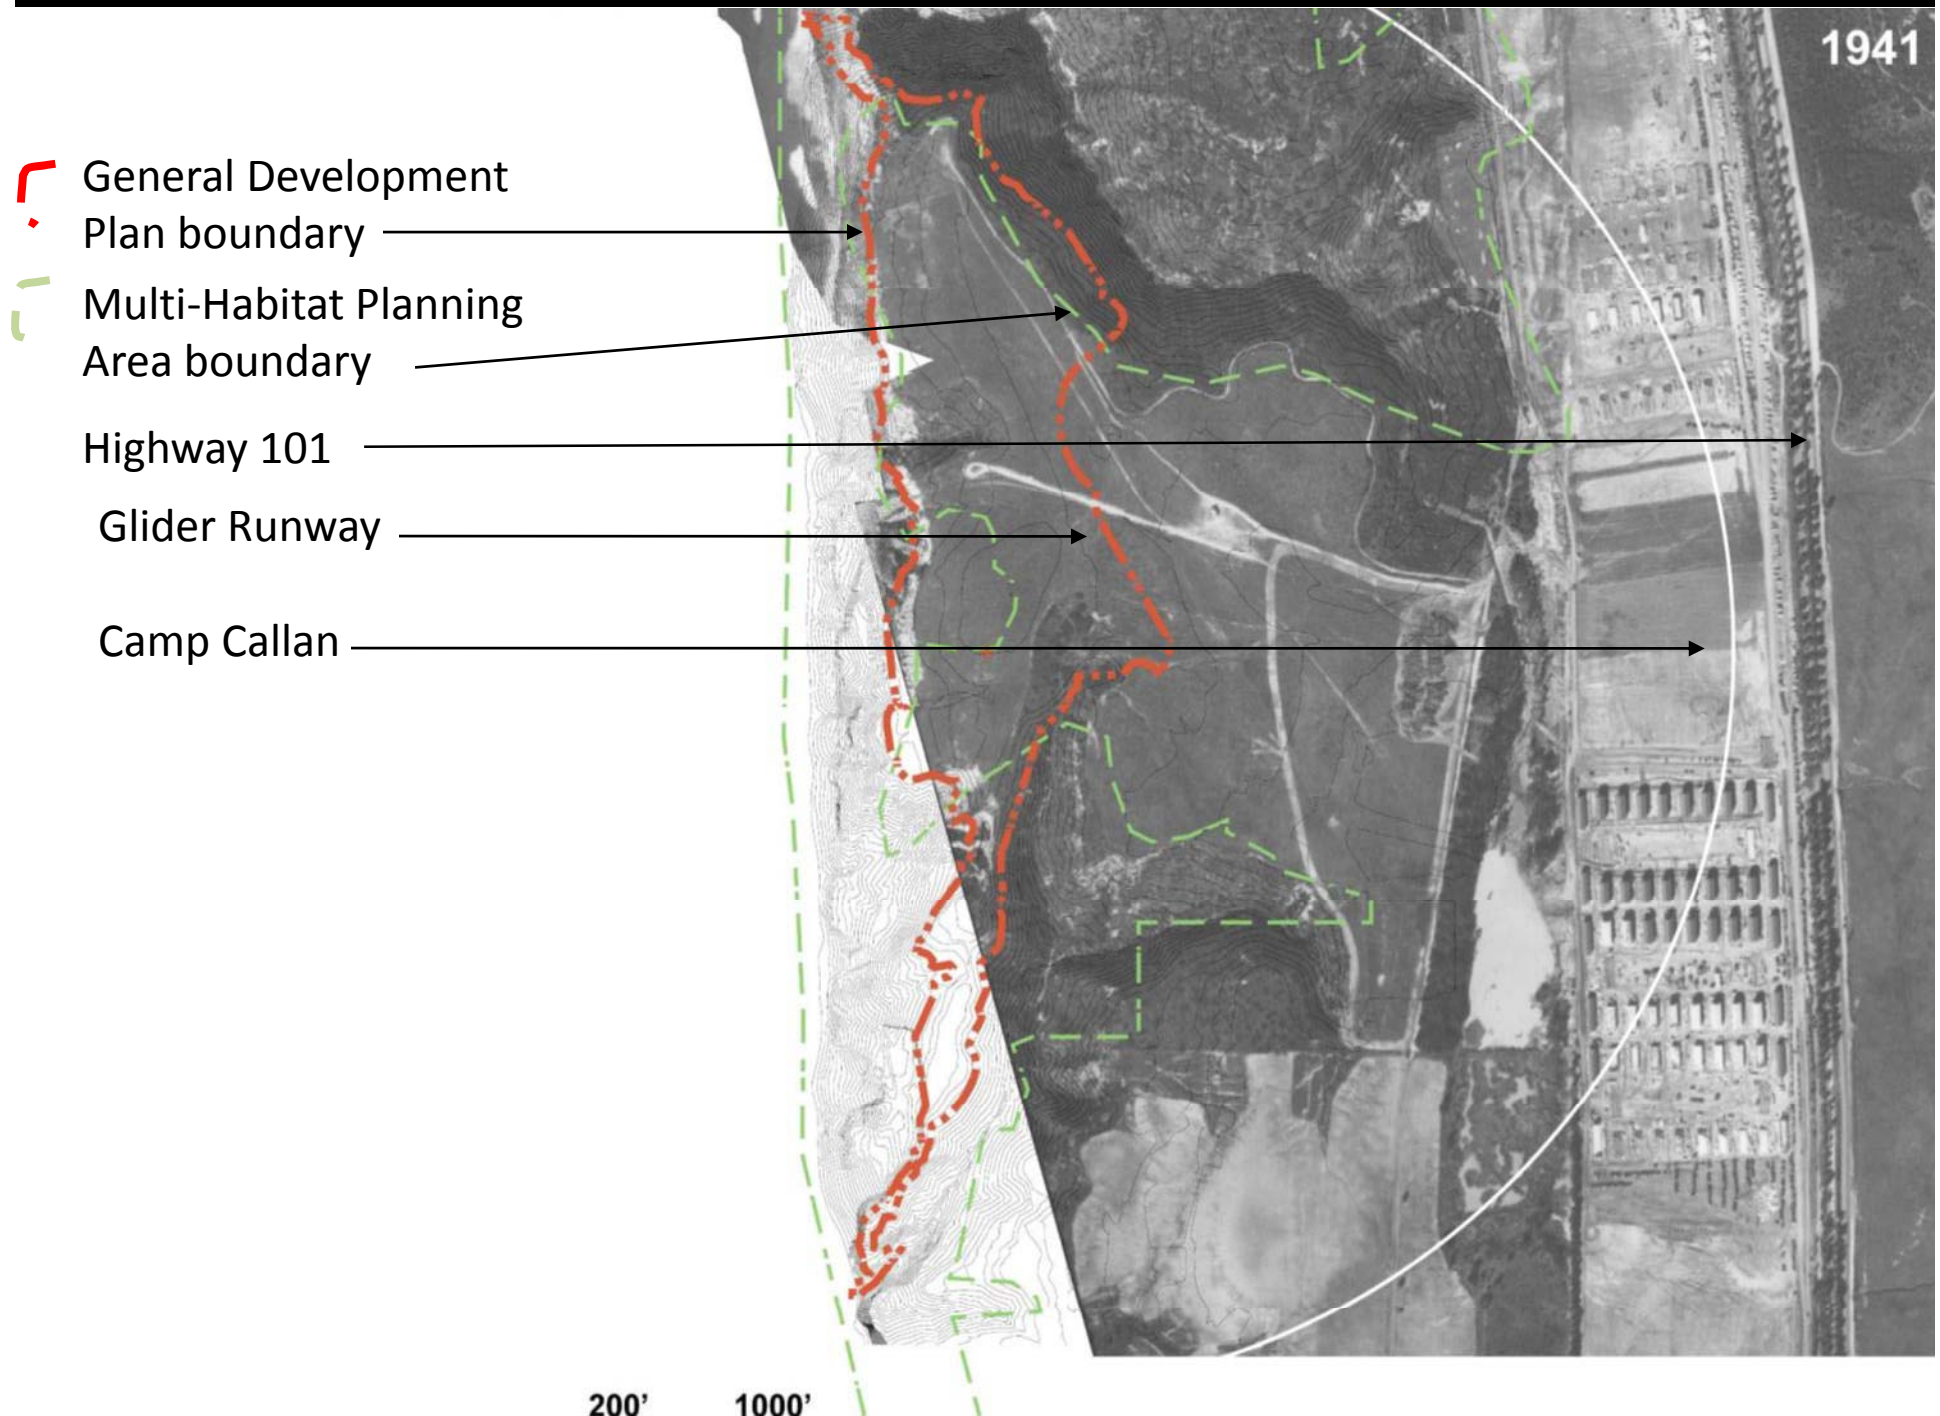 1941
General Development
Plan boundary
Multi-Habitat Planning
Area boundary
Highway 101
Glider Runway
Camp Callan
200’ 1000’